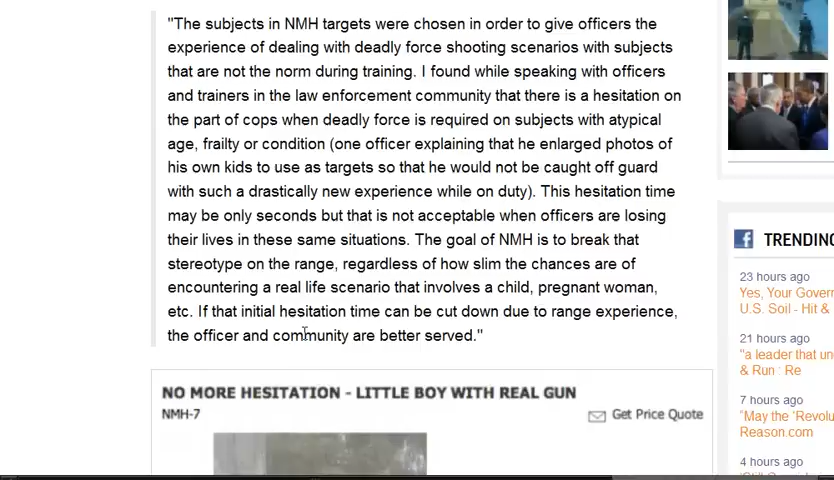 "The subjects in NMH targets were chosen in order to give officers the
experience of dealing with deadly force shooting scenarios with subjects
that are not the norm during training. I found while speaking with officers
and trainers in the law enforcement community that there is a hesitation on
the part of cops when deadly force is required on subjects with atypical
age, frailty or condition (one officer explaining that he enlarged photos of
his own kids to use as targets so that he would not be caught off guard
with such a drastically new experience while on duty). This hesitation time
may be only seconds but that is not acceptable when officers are losing
their lives in these same situations. The goal of NMH is to break that
stereotype on the range, regardless of how slim the chances are of
encountering a real life scenario that involves a child, pregnant woman,
etc. If that initial hesitation time can be cut down due to range experience,
the officer and community are better served."
NO MORE HESITATION - LITTLE BOY WITH REAL GUN
NMH-7
Get Price Quote
f TRENDING
23 hours ago
Yes, Your Gover
U.S. Soil - Hit &
21 hours ago
"a leader that un
& Run : Re
7 hours ago
"May the 'Revolu
Reason.com
4 hours ago